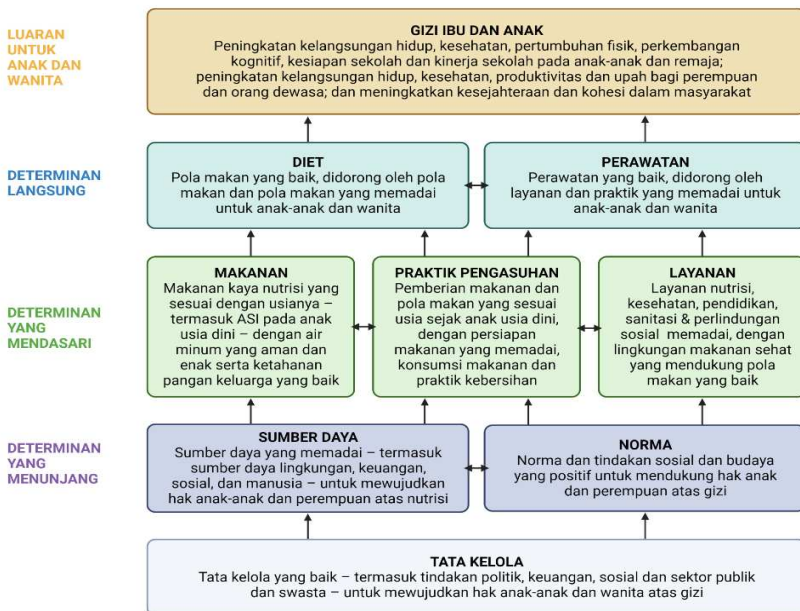 LUARAN
UNTUK
ANAK DAN
WANITA
GIZI IBU DAN ANAK
Peningkatan kelangsungan hidup, kesehatan, pertumbuhan fisik, perkembangan
kognitif, kesiapan sekolah dan kinerja sekolah pada anak-anak dan remaja;
peningkatan kelangsungan hidup, kesehatan, produktivitas dan upah bagi perempuan
dan orang dewasa; dan meningkatkan kesejahteraan dan kohesi dalam masyarakat
DETERMINAN
LANGSUNG
DIET
Pola makan yang baik, didorong oleh pola
makan dan pola makan yang memadai
untuk anak-anak dan wanita
PERAWATAN
Perawatan yang baik, didorong oleh
layanan dan praktik yang memadai untuk
anak-anak dan wanita
DETERMINAN
YANG
MENDASARI
MAKANAN
Makanan kaya nutrisi yang
sesuai dengan usianya –
termasuk ASI pada anak
usia dini – dengan air
minum yang aman dan
enak serta ketahanan
pangan keluarga yang baik
PRAKTIK PENGASUHAN
Pemberian makanan dan
pola makan yang sesuai
usia sejak anak usia dini,
dengan persiapan
makanan yang memadai,
konsumsi makanan dan
praktik kebersihan
LAYANAN
Layanan nutrisi,
kesehatan, pendidikan,
sanitasi & perlindungan
sosial memadai, dengan
lingkungan makanan sehat
yang mendukung pola
makan yang baik
DETERMINAN
YANG
MENUNJANG
SUMBER DAYA
Sumber daya yang memadai – termasuk
sumber daya lingkungan, keuangan,
sosial, dan manusia – untuk mewujudkan
hak anak-anak dan perempuan atas nutrisi
NORMA
Norma dan tindakan sosial dan budaya
yang positif untuk mendukung hak anak
dan perempuan atas gizi
TATA KELOLA
Tata kelola yang baik – termasuk tindakan politik, keuangan, sosial dan sektor publik
dan swasta – untuk mewujudkan hak anak-anak dan wanita atas gizi